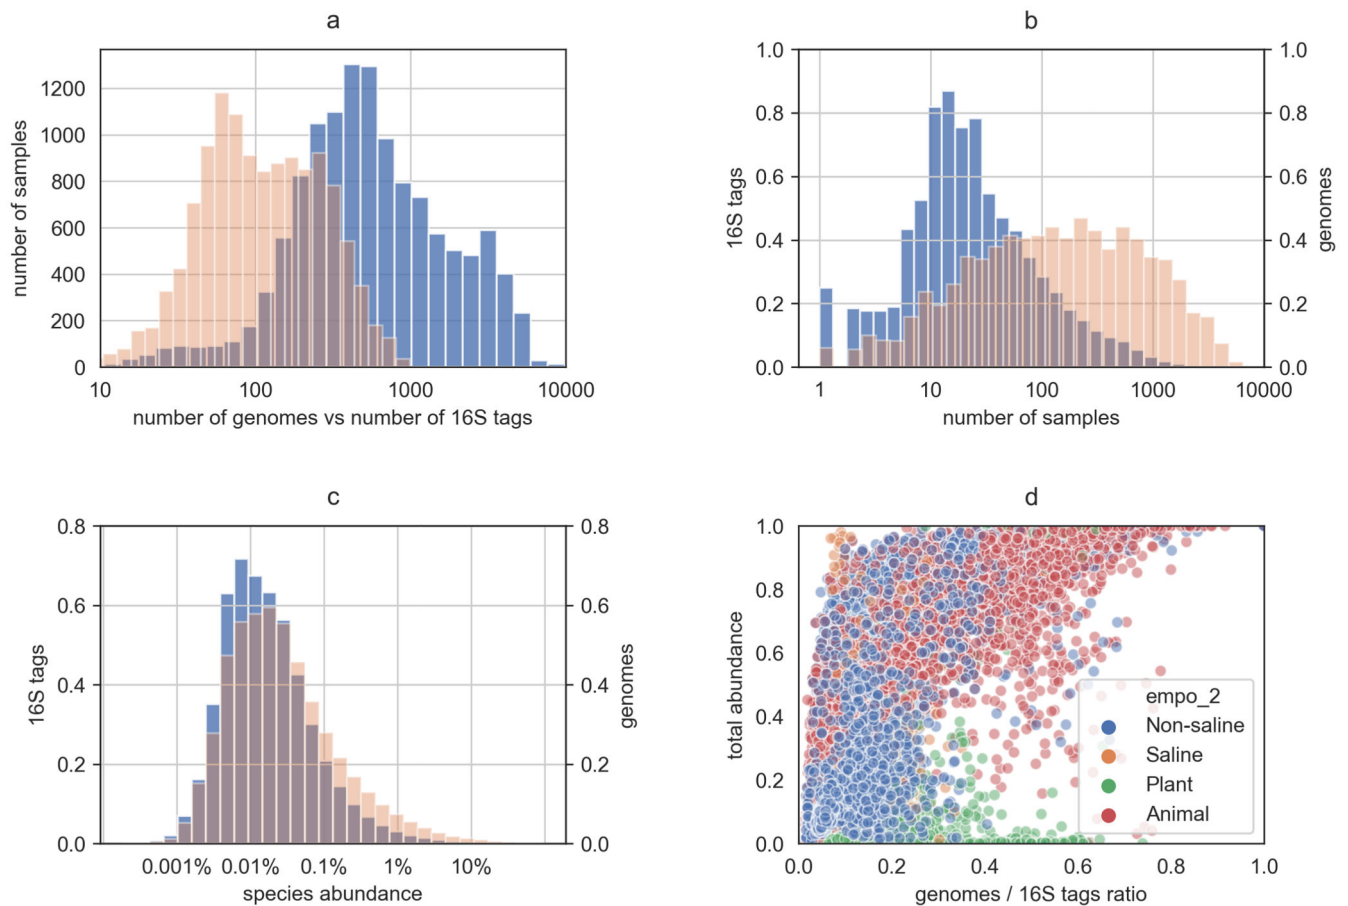 a
1200
1000
800
600
400
200
0
number of samples
10 100 1000 10000
number of genomes vs number of 16S tags
b
1.0 1.0
0.8 0.8
0.6 0.6
0.4 0.4
0.2 0.2
0.0 0.0
16S tags
genomes
1 10 100 1000 10000
number of samples
c
0.8 0.8
0.6 0.6
0.4 0.4
0.2 0.2
0.0 0.0
16S tags
genomes
0.001% 0.01% 0.1% 1% 10%
species abundance
d
1.0
0.8
0.6
0.4
0.2
0.0
total abundance
empo_2
Non-saline
Saline
Plant
Animal
0.0 0.2 0.4 0.6 0.8 1.0
genomes / 16S tags ratio